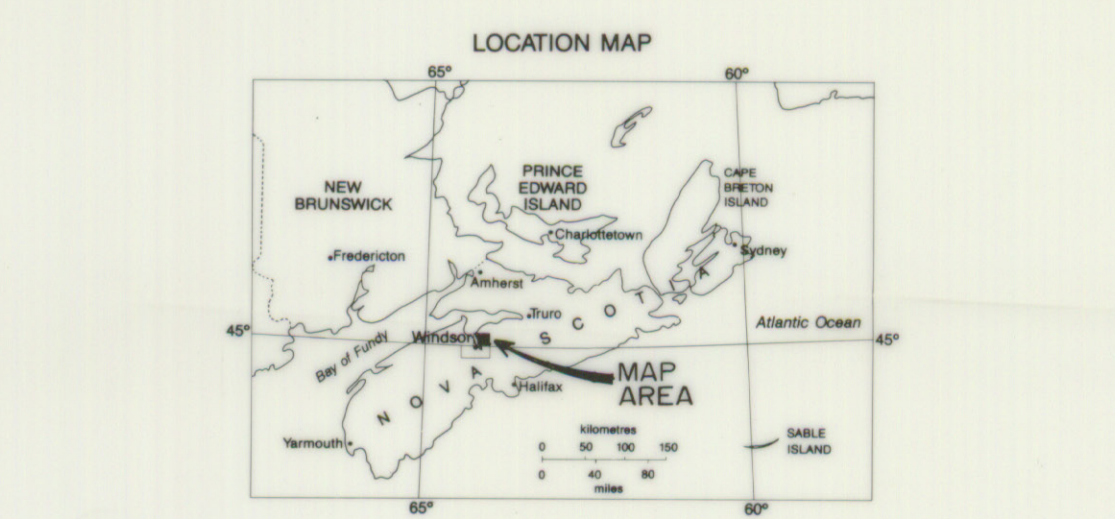 LOCATION MAP
65°
60°
NEW
BRUNSWICK
PRINCE
EDWARD
ISLAND
CAPE
BRETON
ISLAND
Charlottetown
Sydney
Fredericton
Amherst
Truro
45°
Windsor
Bay of Fundy
NOVA SCOTIA
Atlantic Ocean
45°
MAP
AREA
Halifax
Yarmouth
kilometres
0 50 100 150
0 40 80
miles
SABLE
ISLAND
65°
60°